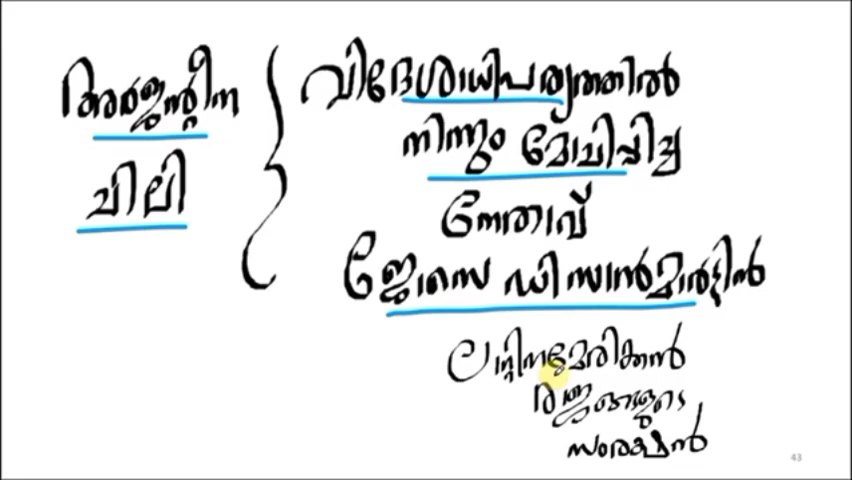 അർജന്റീന
ചിലി
വിദേശാധിപത്യത്തിൽ
നിന്നും മോചിപ്പിച്ച
നേതാവ്
ജോസെ ഡി സാൻമാർട്ടിൻ
ലാറ്റിനമേരിക്കൻ
രാജ്യങ്ങളുടെ
സംരക്ഷകൻ
43